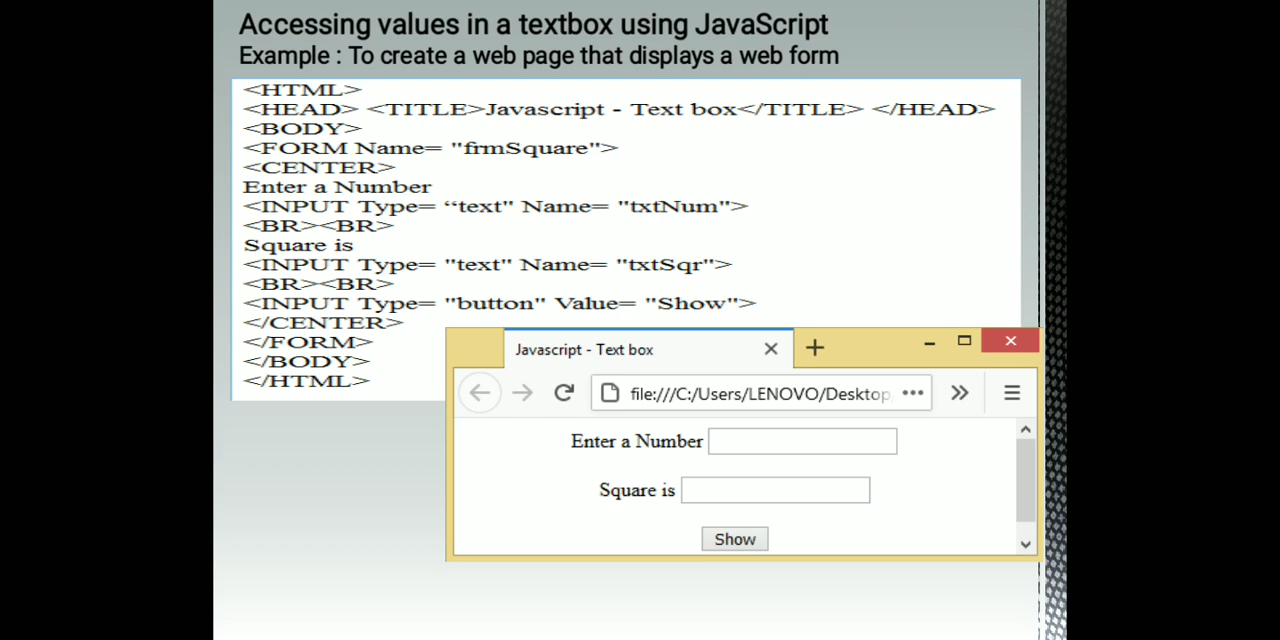 Accessing values in a textbox using JavaScript
Example : To create a web page that displays a web form
<HTML>
<HEAD> <TITLE>Javascript - Text box</TITLE> </HEAD>
<BODY>
<FORM Name= "frmSquare">
<CENTER>
Enter a Number
<INPUT Type= “text" Name= "txtNum">
<BR><BR>
Square is
<INPUT Type= "text" Name= "txtSqr">
<BR><BR>
<INPUT Type= "button" Value= "Show">
</CENTER>
</FORM>
</BODY>
</HTML>
Javascript - Text box
file:///C:/Users/LENOVO/Desktop
Enter a Number
Square is
Show